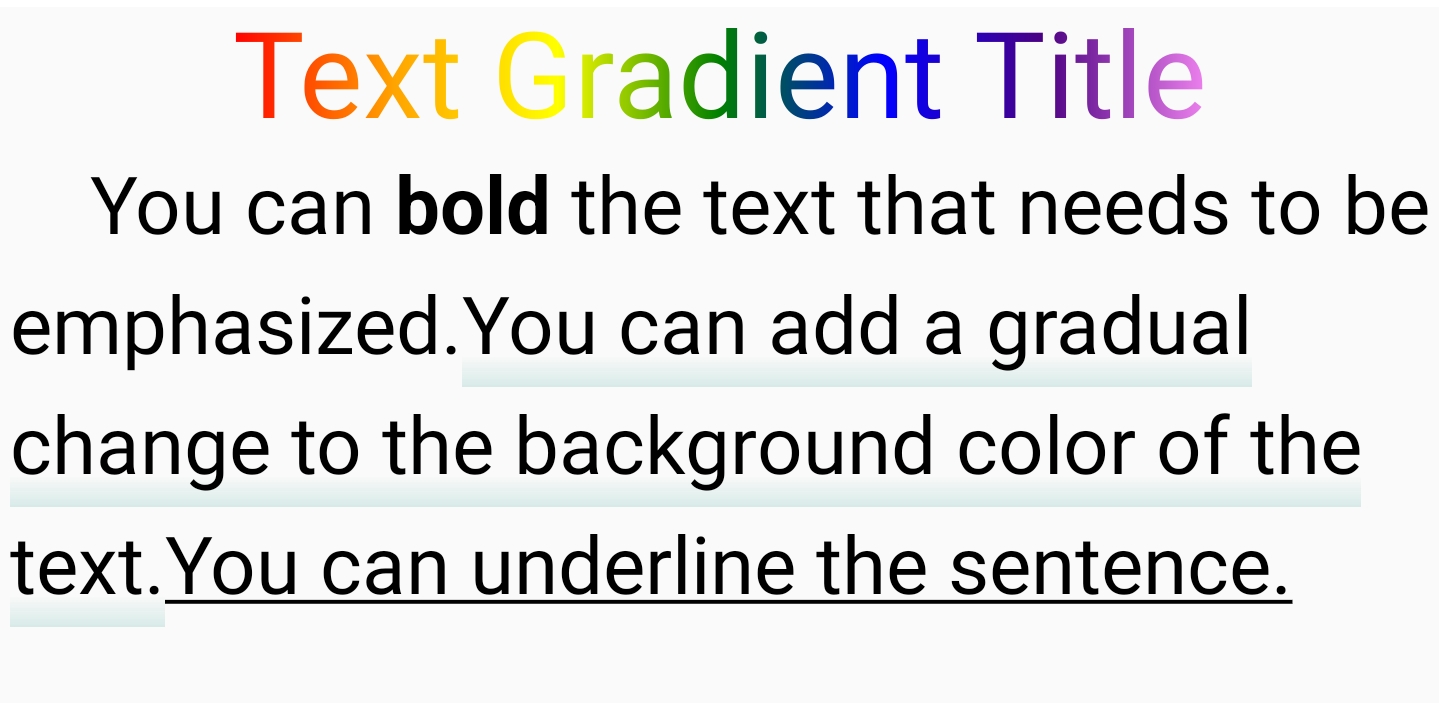 Text Gradient Title
You can bold the text that needs to be
emphasized.You can add a gradual
change to the background color of the
text.You can underline the sentence.